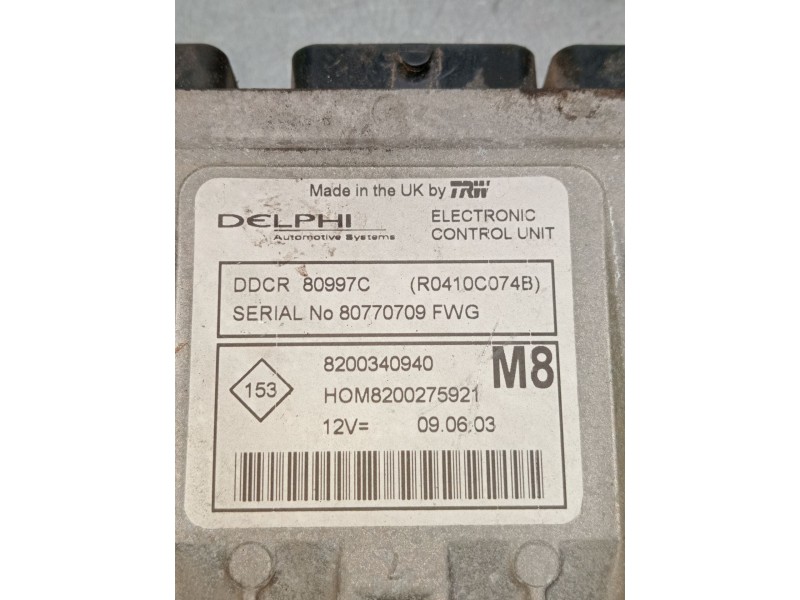 Made in the UK by TRW
DELPHI
Automotive Systems
ELECTRONIC
CONTROL UNIT
DDCR 80997C (R0410C074B)
SERIAL No 80770709 FWG
153
8200340940
M8
HOM8200275921
12V= 09.06.03
2